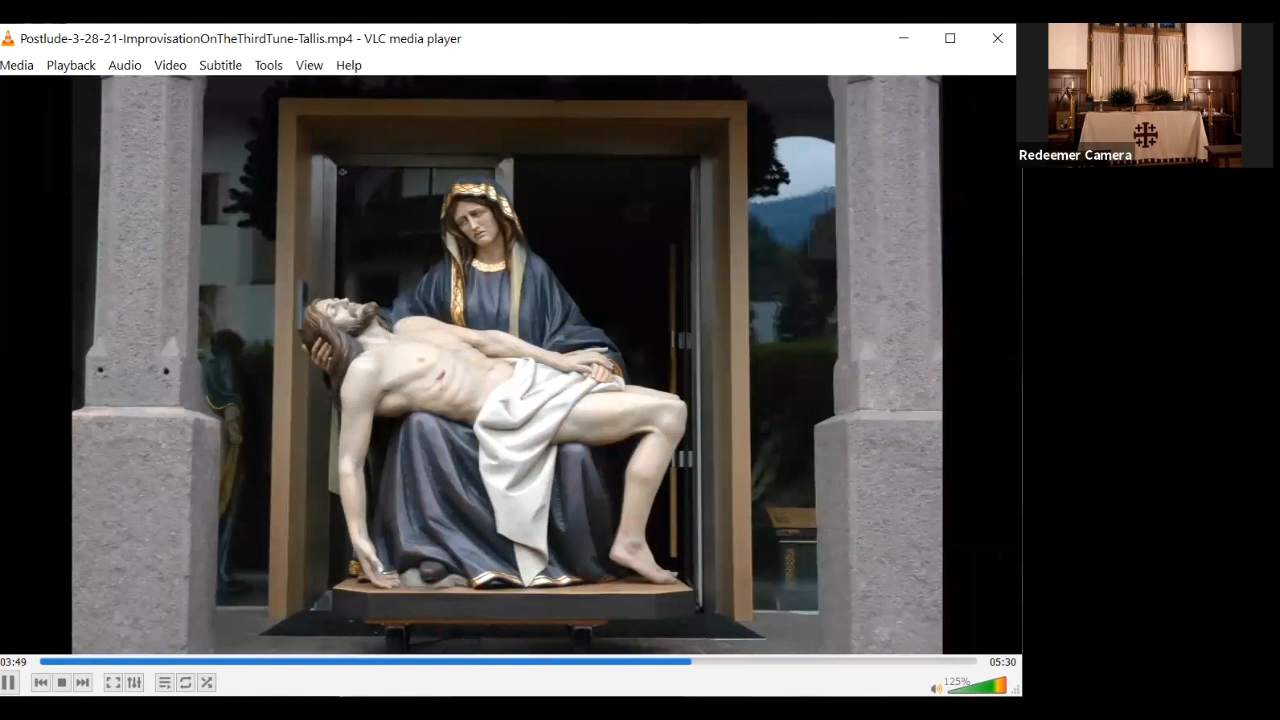 Postlude-3-28-21-ImprovisationOnTheThirdTune-Tallis.mp4 - VLC media player
Media Playback Audio Video Subtitle Tools View Help
Redeemer Camera
03:49
05:30
125%